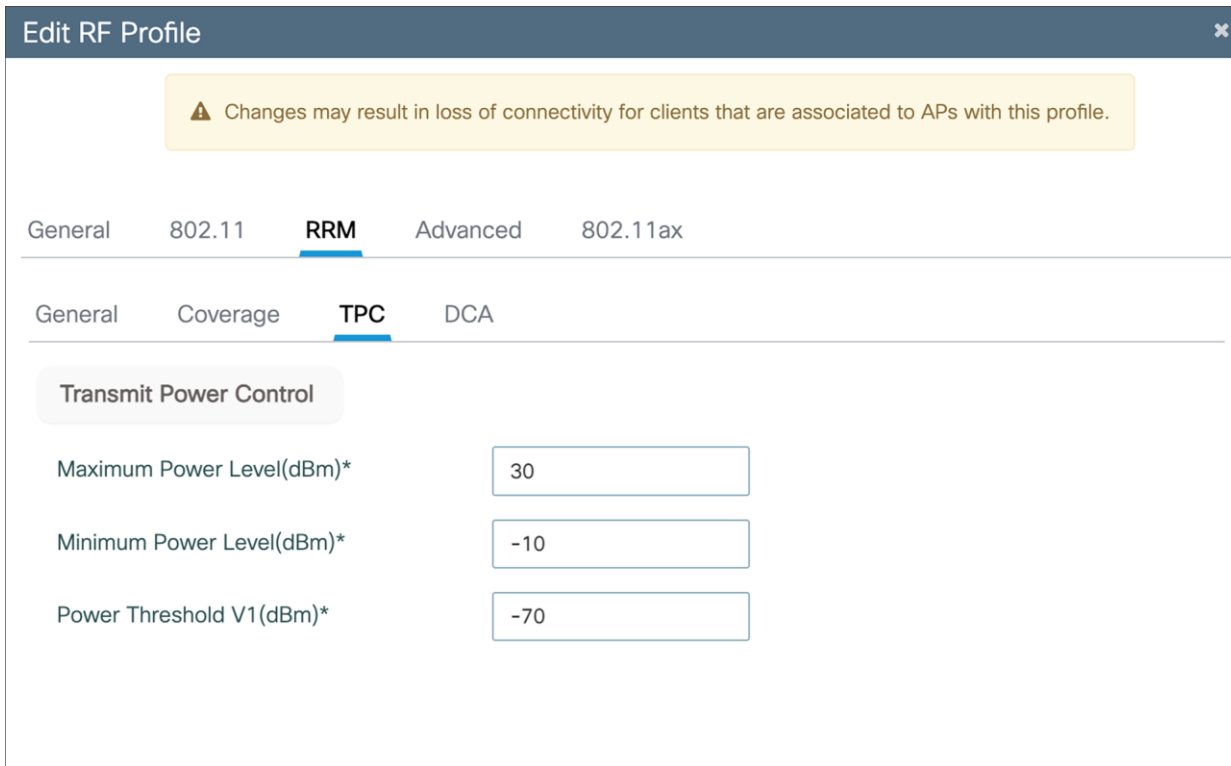 Edit RF Profile
Changes may result in loss of connectivity for clients that are associated to APs with this profile.
General 802.11 RRM Advanced 802.11ax
General Coverage TPC DCA
Transmit Power Control
Maximum Power Level(dBm)* 30
Minimum Power Level(dBm)* -10
Power Threshold V1(dBm)* -70